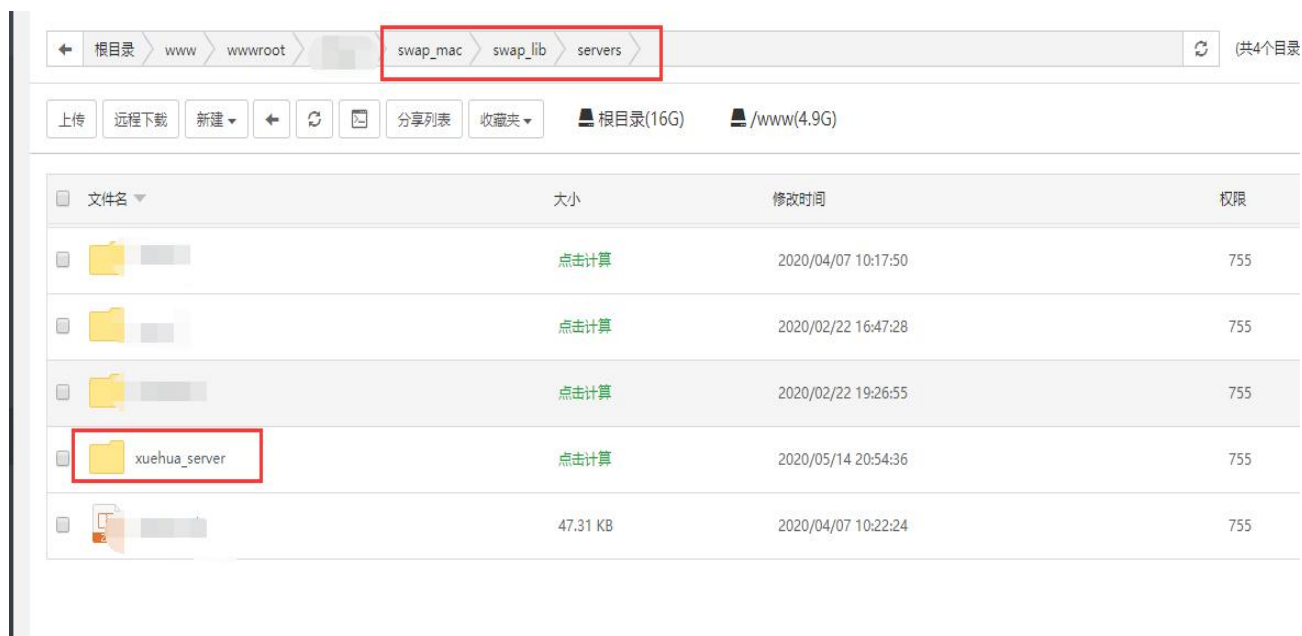 根目录 www wwwroot swap_mac swap_lib servers (共4个目录
上传 远程下载 新建 分享列表 收藏夹 根目录(16G) /www(4.9G)
文件名 大小 修改时间 权限
点击计算 2020/04/07 10:17:50 755
点击计算 2020/02/22 16:47:28 755
点击计算 2020/02/22 19:26:55 755
xuehua_server 点击计算 2020/05/14 20:54:36 755
47.31 KB 2020/04/07 10:22:24 755